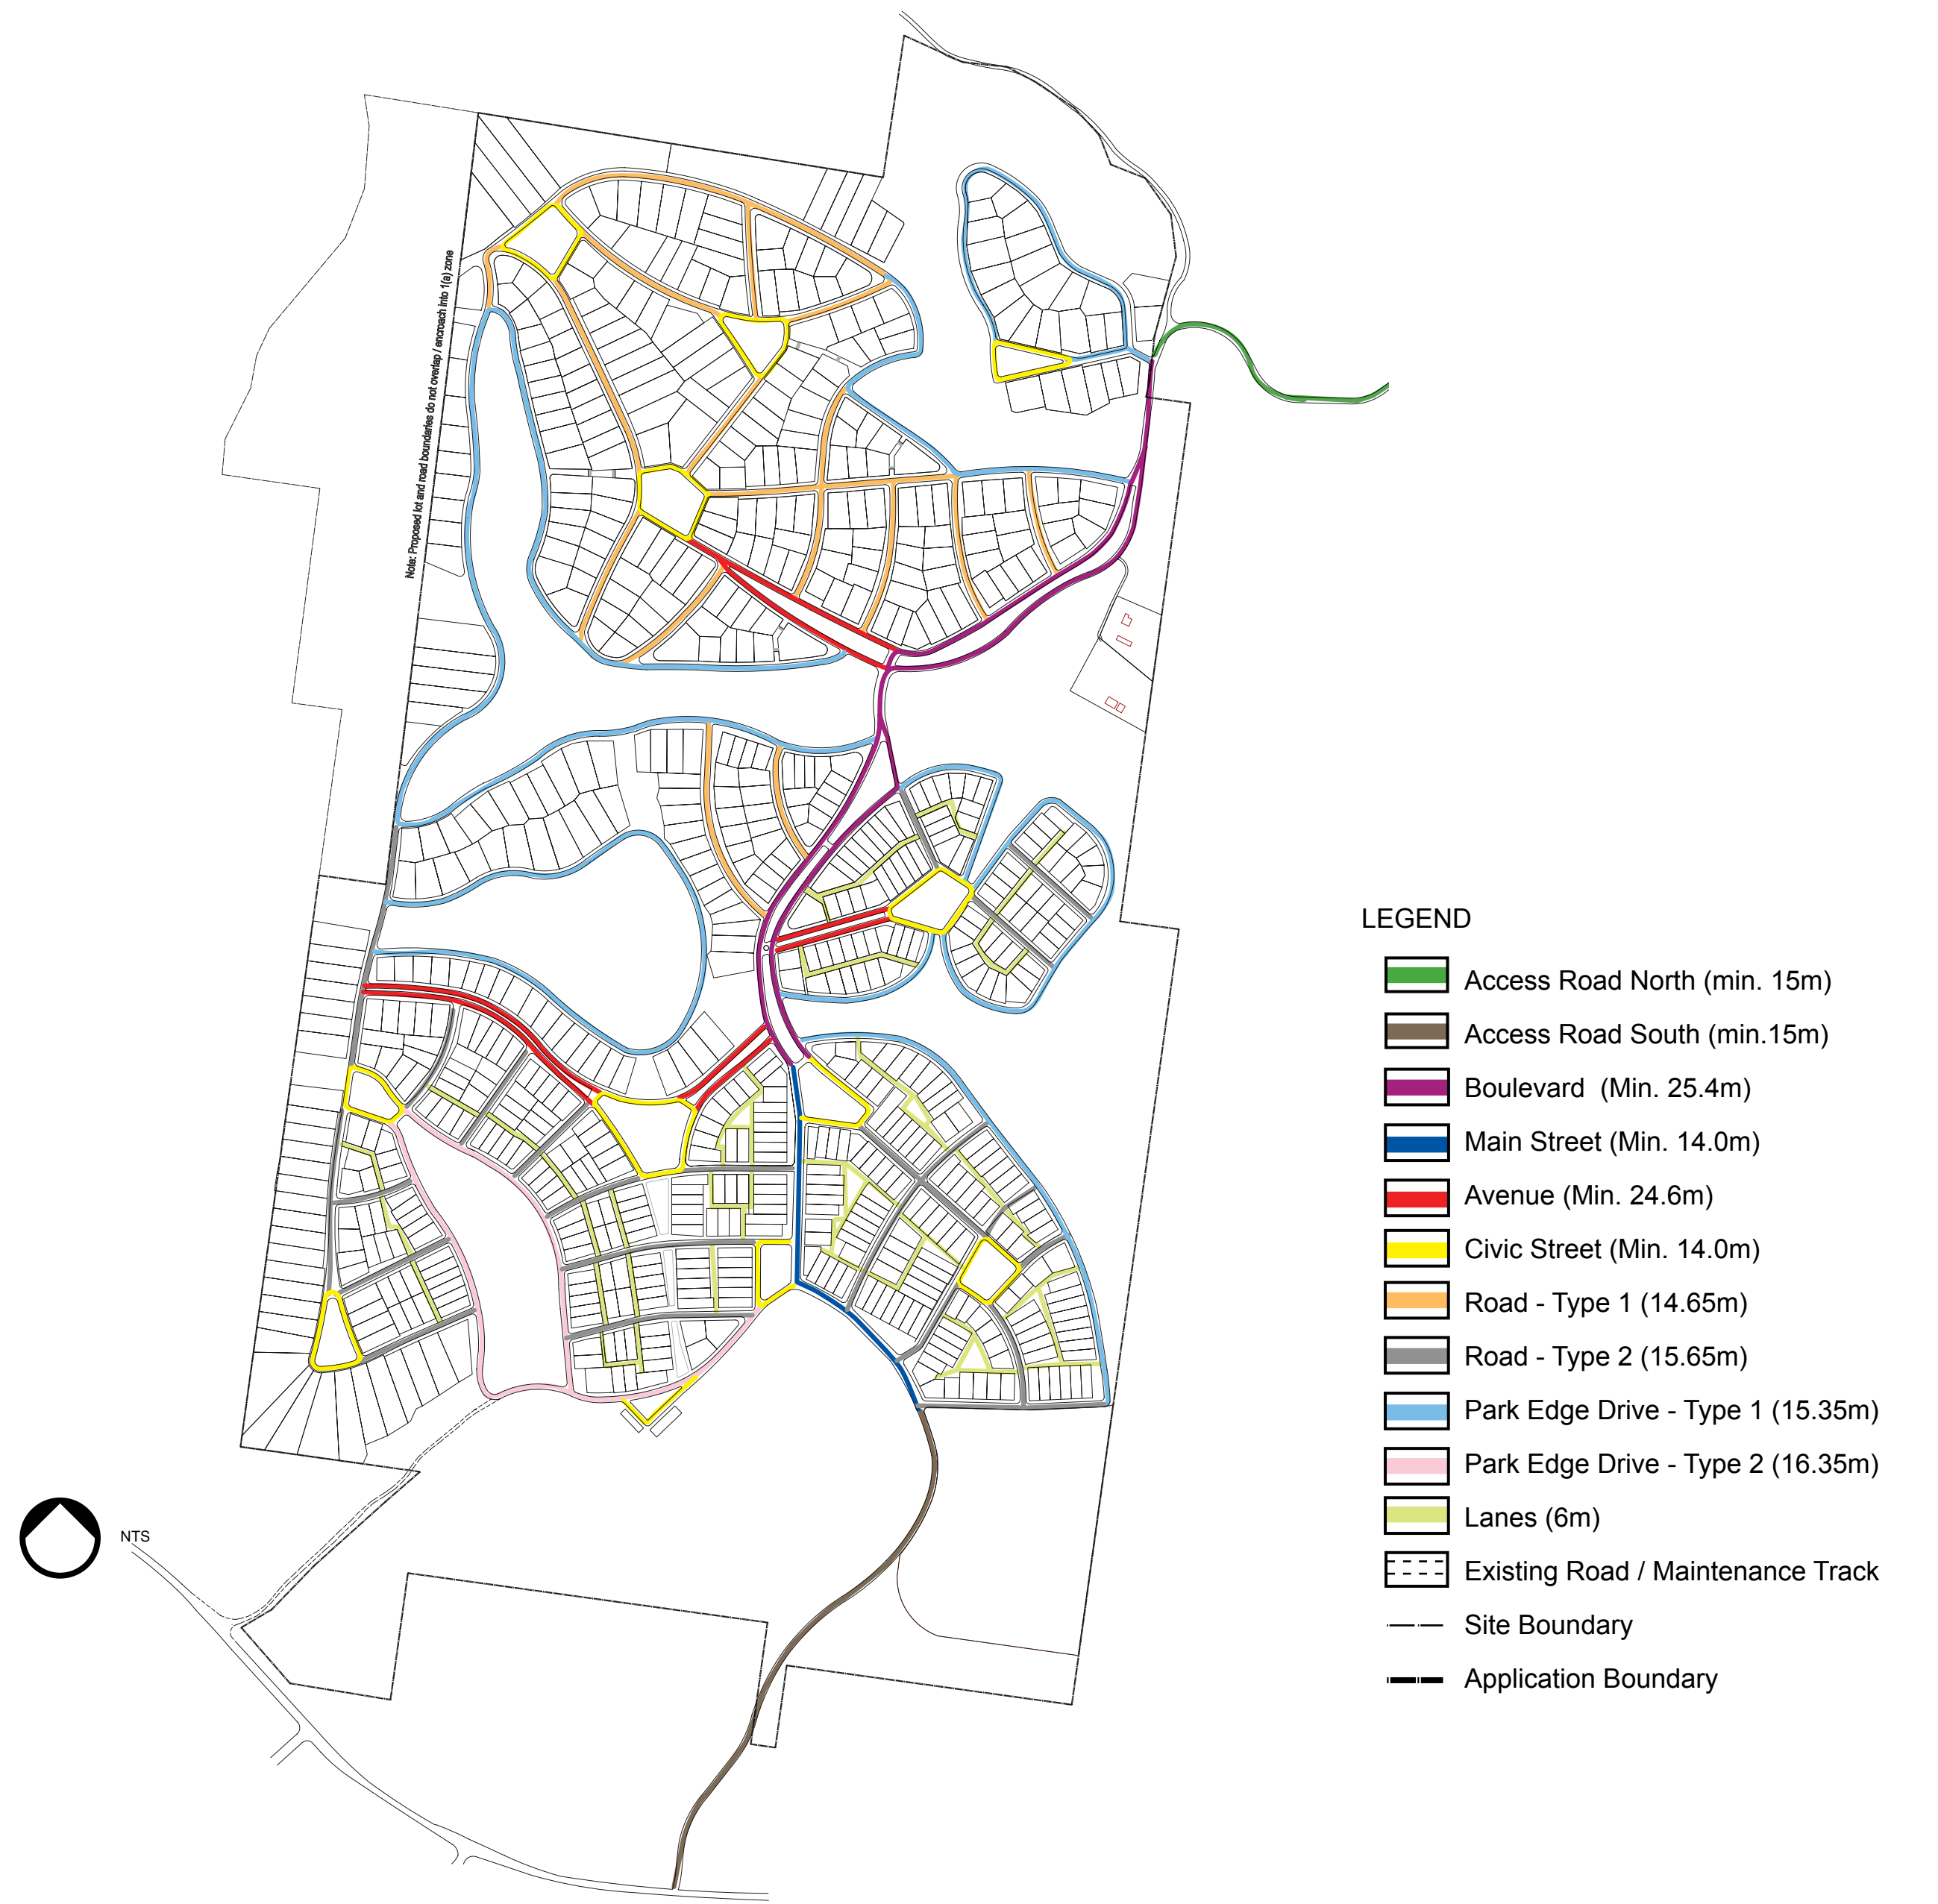 Note: Proposed lot and road boundaries do not overlap / encroach into 1(a) zone
LEGEND
Access Road North (min. 15m)
Access Road South (min.15m)
Boulevard  (Min. 25.4m)
Main Street (Min. 14.0m)
Avenue (Min. 24.6m)
Civic Street (Min. 14.0m)
Road - Type 1 (14.65m)
Road - Type 2 (15.65m)
Park Edge Drive - Type 1 (15.35m)
Park Edge Drive - Type 2 (16.35m)
Lanes (6m)
Existing Road / Maintenance Track
Site Boundary
Application Boundary
NTS